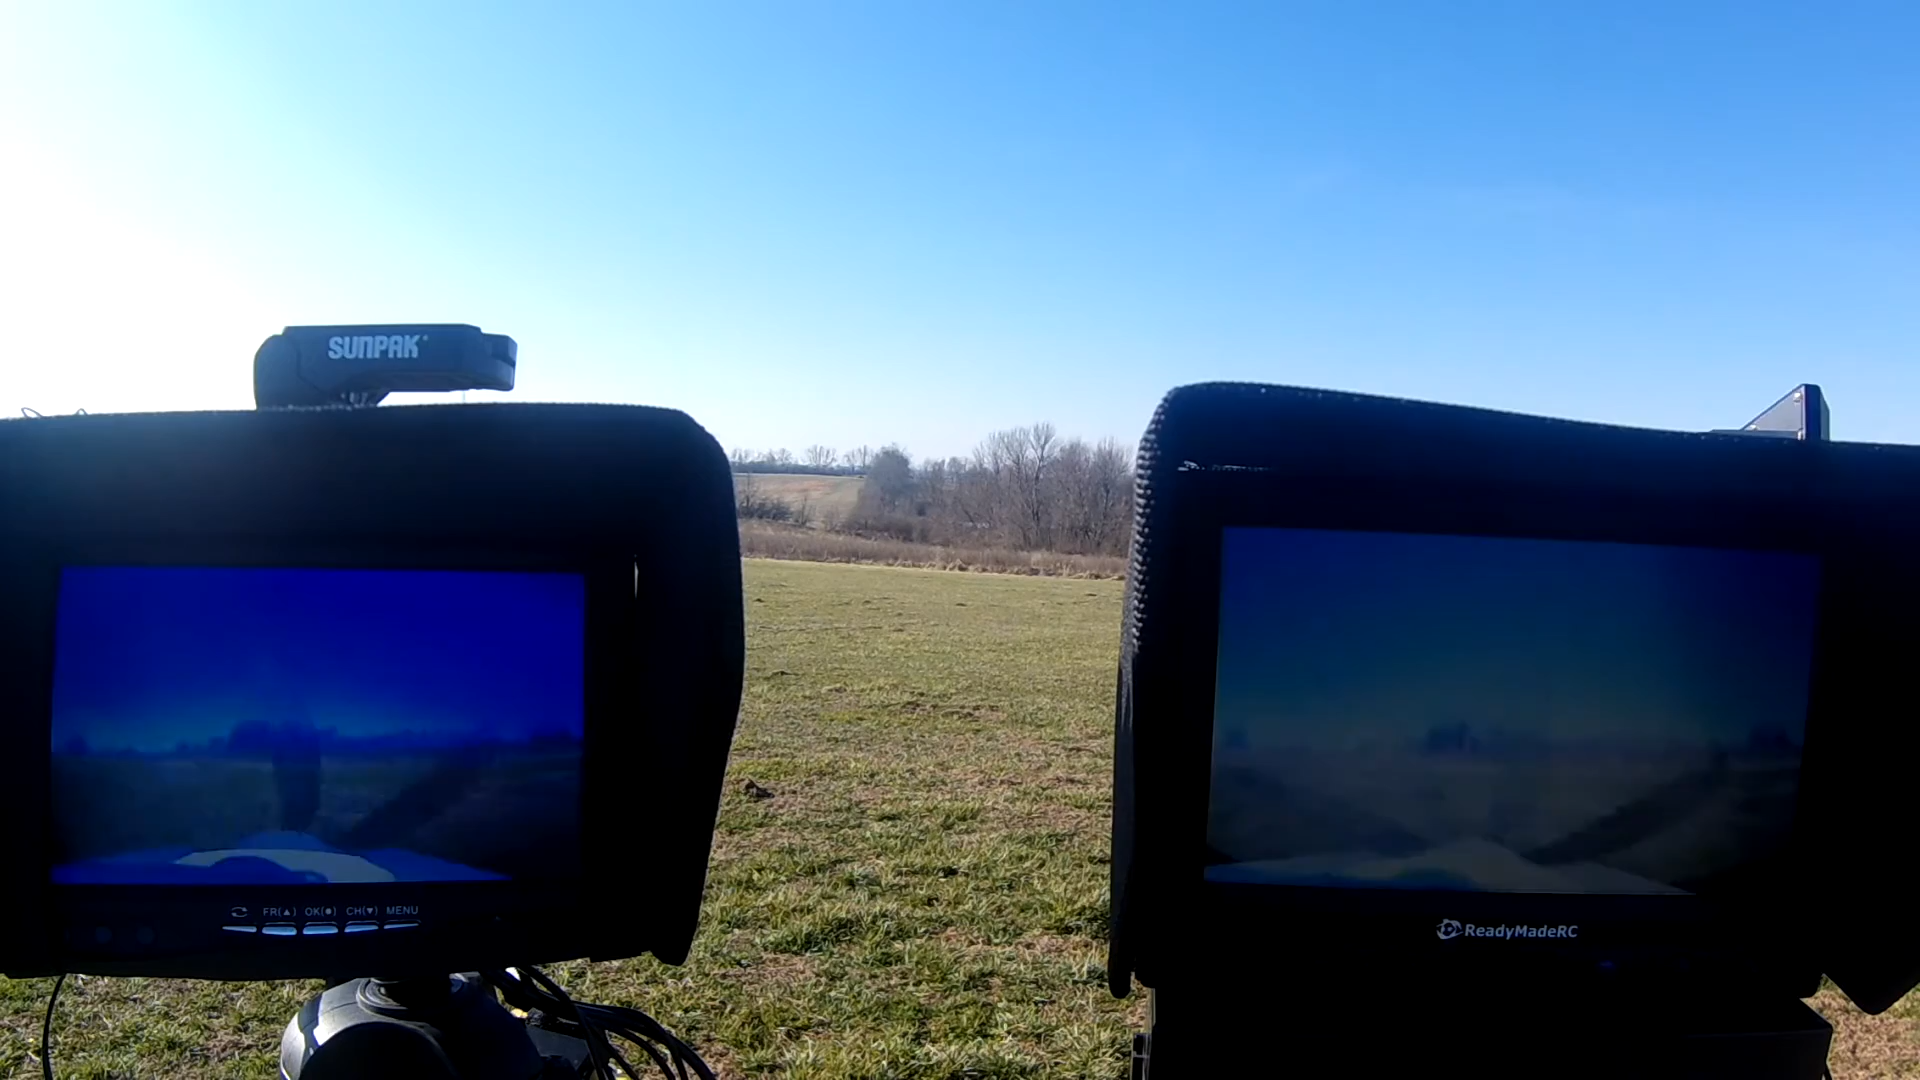 SUNPAK
FR(▲) OK(●) CH(▼) MENU
ReadyMadeRC